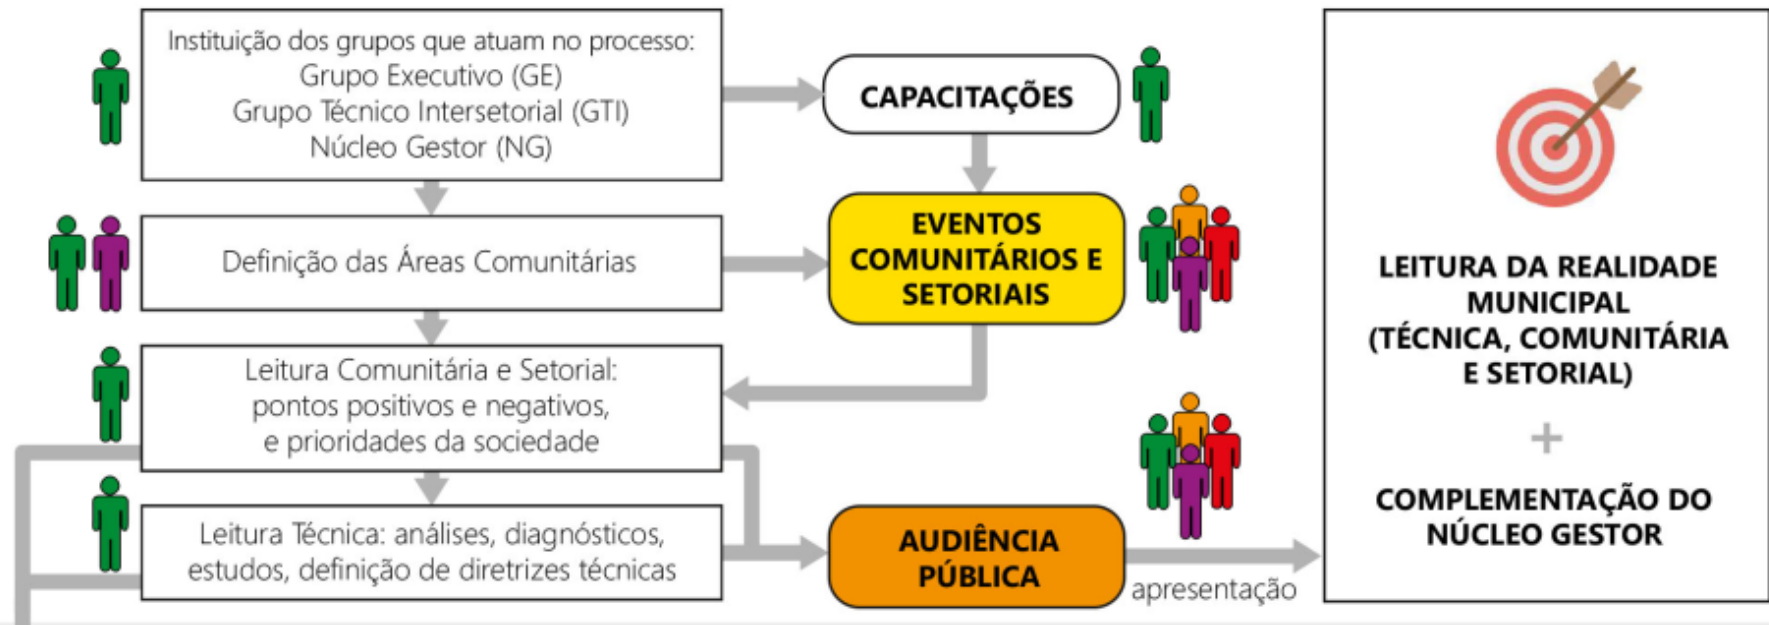 Instituição dos grupos que atuam no processo:
Grupo Executivo (GE)
Grupo Técnico Intersetorial (GTI)
Núcleo Gestor (NG)
CAPACITAÇÕES
Definição das Áreas Comunitárias
EVENTOS
COMUNITÁRIOS E
SETORIAIS
Leitura Comunitária e Setorial:
pontos positivos e negativos,
e prioridades da sociedade
Leitura Técnica: análises, diagnósticos,
estudos, definição de diretrizes técnicas
AUDIÊNCIA
PÚBLICA
apresentação
LEITURA DA REALIDADE
MUNICIPAL
(TÉCNICA, COMUNITÁRIA
E SETORIAL)
+
COMPLEMENTAÇÃO DO
NÚCLEO GESTOR